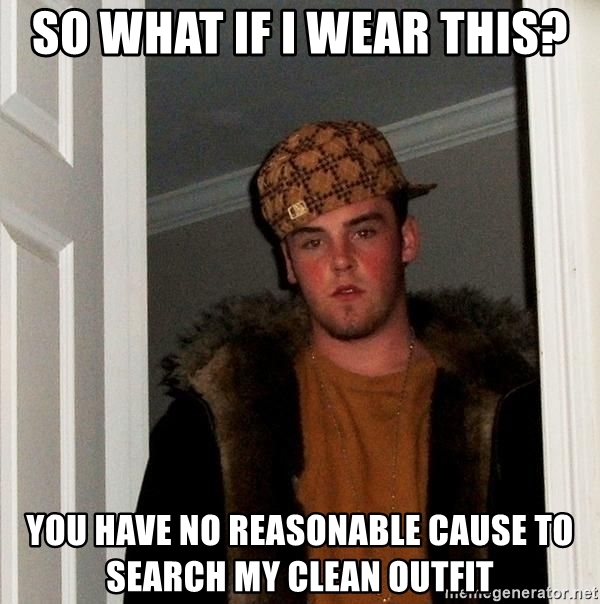 SO WHAT IF I WEAR THIS?
YOU HAVE NO REASONABLE CAUSE TO
SEARCH MY CLEAN OUTFIT
memegenerator.net